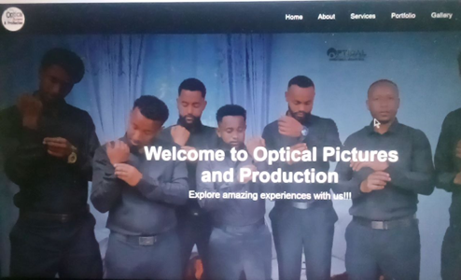 Home About Services Portfolio Gallery
Welcome to Optical Pictures
and Production
Explore amazing experiences with us!!!